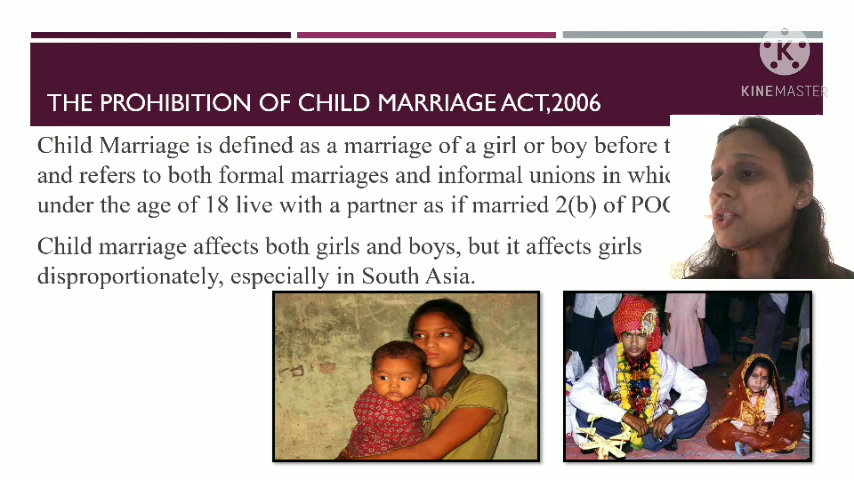 KINEMASTER
THE PROHIBITION OF CHILD MARRIAGE ACT,2006
Child Marriage is defined as a marriage of a girl or boy before
and refers to both formal marriages and informal unions in
under the age of 18 live with a partner as if married 2(b) of
Child marriage affects both girls and boys, but it affects girls
disproportionately, especially in South Asia.